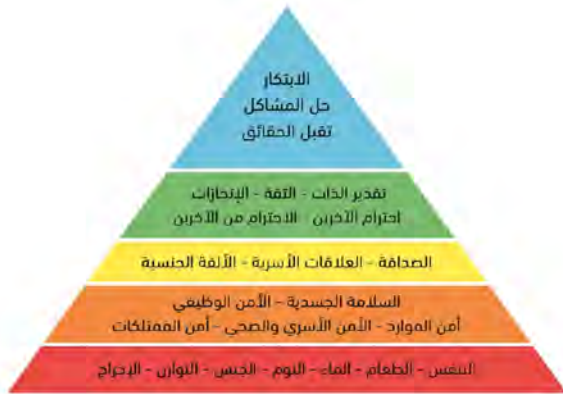 الابتكار
حل المشاكل
تقبل الحقائق
تقدير الذات - الثقة - الإنجازات
احترام الآخرين - الاحترام من الآخرين
الصداقة - العلاقات الأسرية - الألفة الجنسية
السلامة الجسدية - الأمن الوظيفي
أمن الموارد - الأمن الأسري والصحي - أمن الممتلكات
التنفس - الطعام - الماء - النوم - الجنس - التوازن - الإخراج